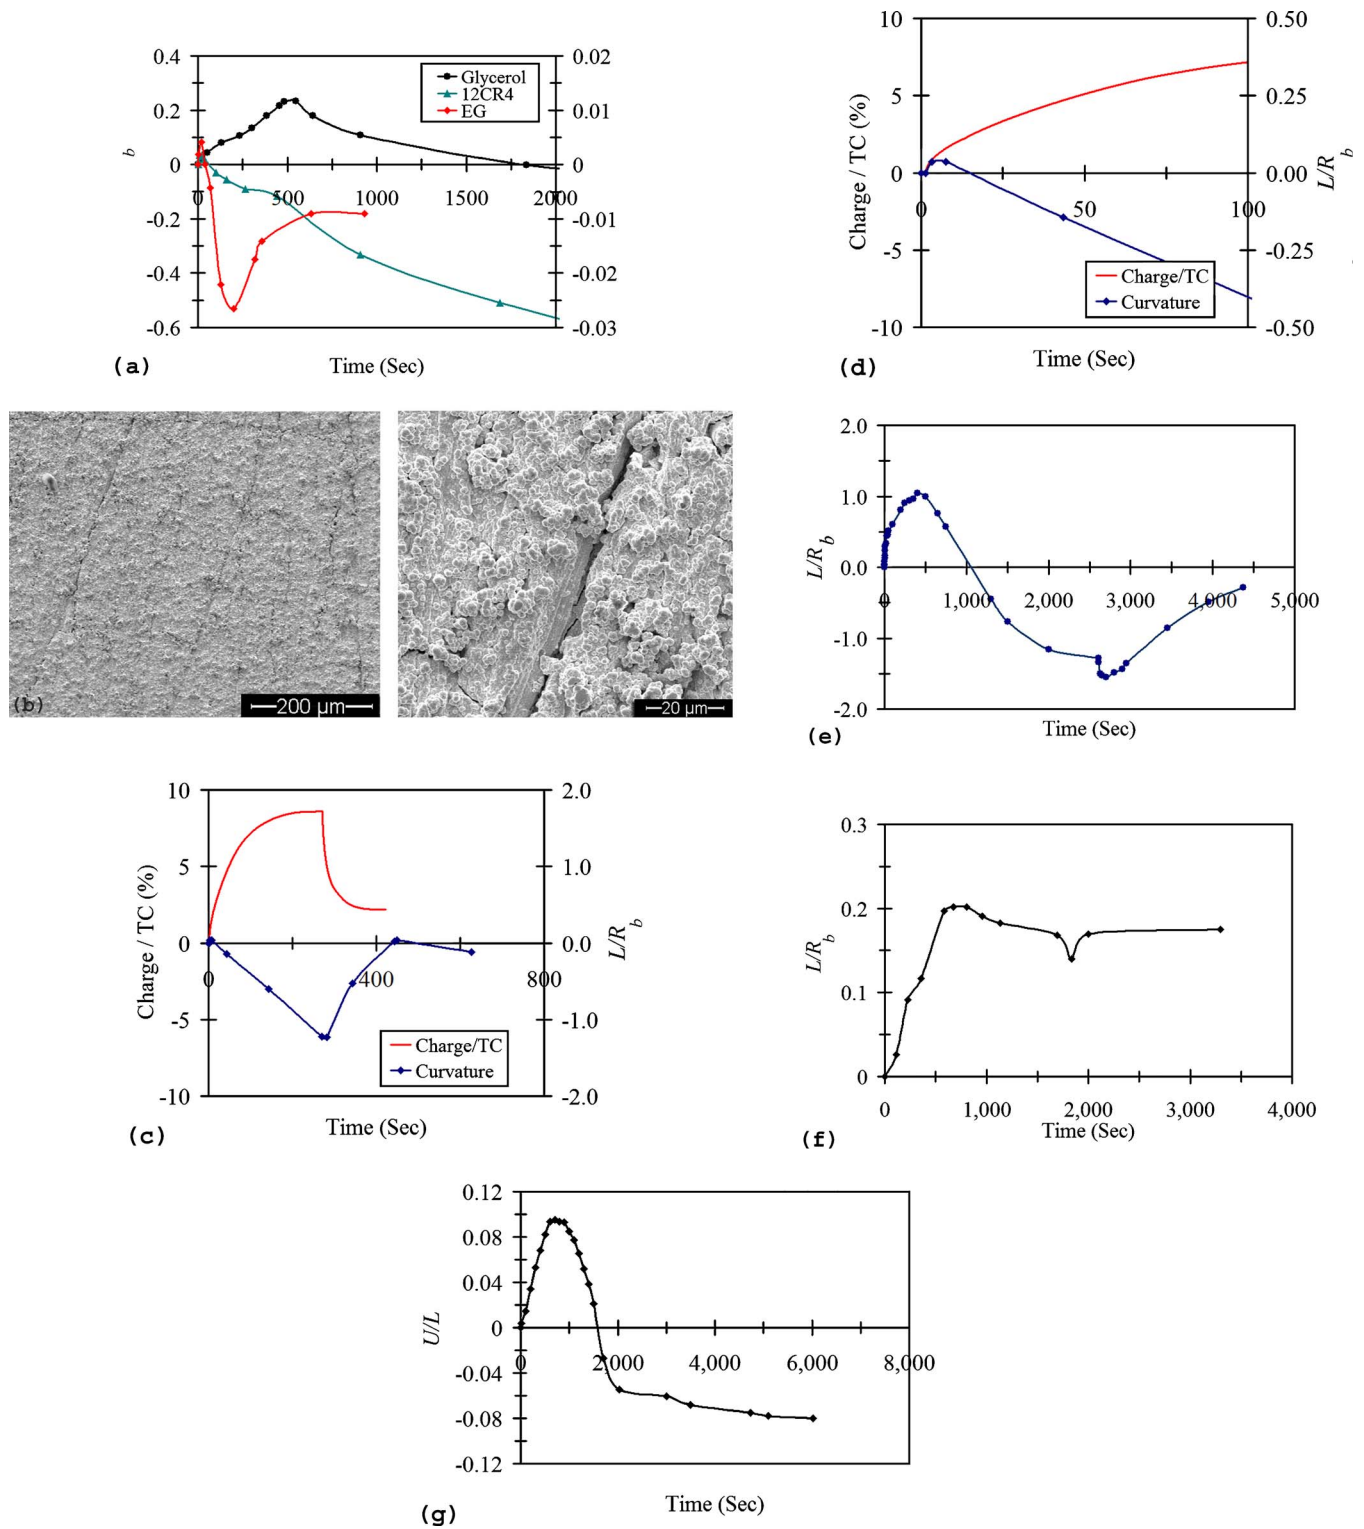 0.4
0.2
0
-0.2
-0.4
-0.6
b
0.02
0.01
0
-0.01
-0.02
-0.03
Glycerol
12CR4
EG
0 500 1000 1500 2000
Time (Sec)
(a)
10
5
0
-5
-10
Charge / TC (%)
0.50
0.25
0.00
-0.25
-0.50
L/R b
0 50 100
Charge/TC
Curvature
Time (Sec)
(d)
(b)
200 µm
20 µm
2.0
1.0
0.0
-1.0
-2.0
L/R b
0 1,000 2,000 3,000 4,000 5,000
Time (Sec)
(e)
10
5
0
-5
-10
Charge / TC (%)
2.0
1.0
0.0
-1.0
-2.0
L/R b
0 400 800
Charge/TC
Curvature
Time (Sec)
(c)
0.3
0.2
0.1
0
L/R b
0 1,000 2,000 3,000 4,000
Time (Sec)
(f)
0.12
0.08
0.04
0
-0.04
-0.08
-0.12
U/L
0 2,000 4,000 6,000 8,000
Time (Sec)
(g)